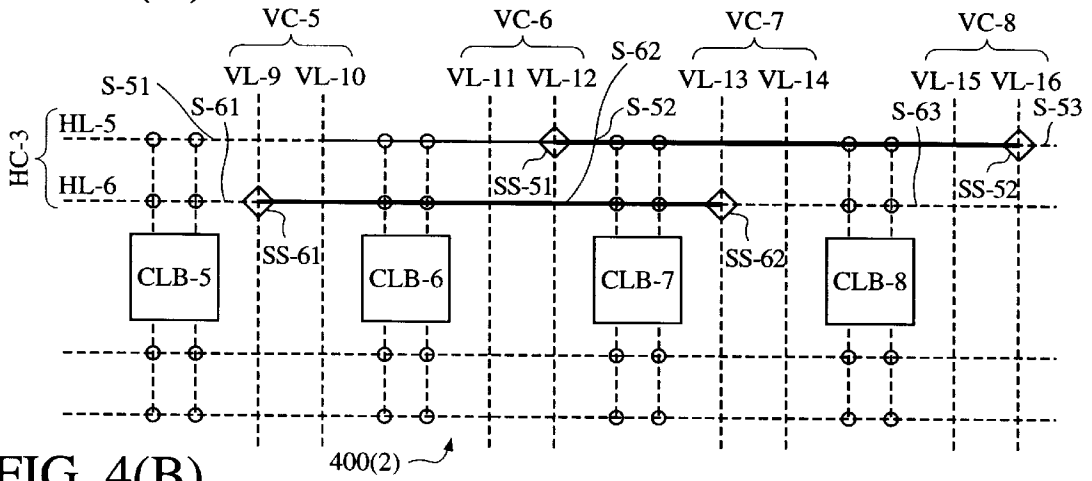 VC-5 VC-6 VC-7 VC-8
S-62
VL-9 VL-10 VL-11 VL-12 VL-13 VL-14 VL-15 VL-16
S-51 S-61 S-52 S-63 S-53
HC-3
HL-5
HL-6
SS-51 SS-52
SS-61 SS-62
CLB-5 CLB-6 CLB-7 CLB-8
400(2)
FIG. 4(B)